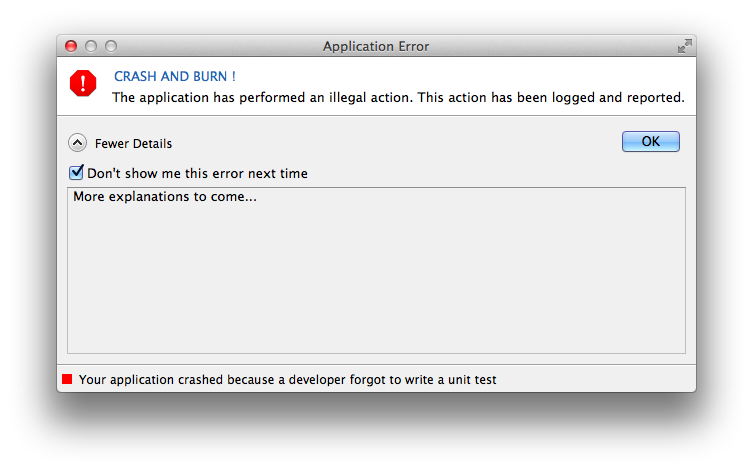 Application Error
CRASH AND BURN !
The application has performed an illegal action. This action has been logged and reported.
Fewer Details
OK
Don't show me this error next time
More explanations to come...
Your application crashed because a developer forgot to write a unit test